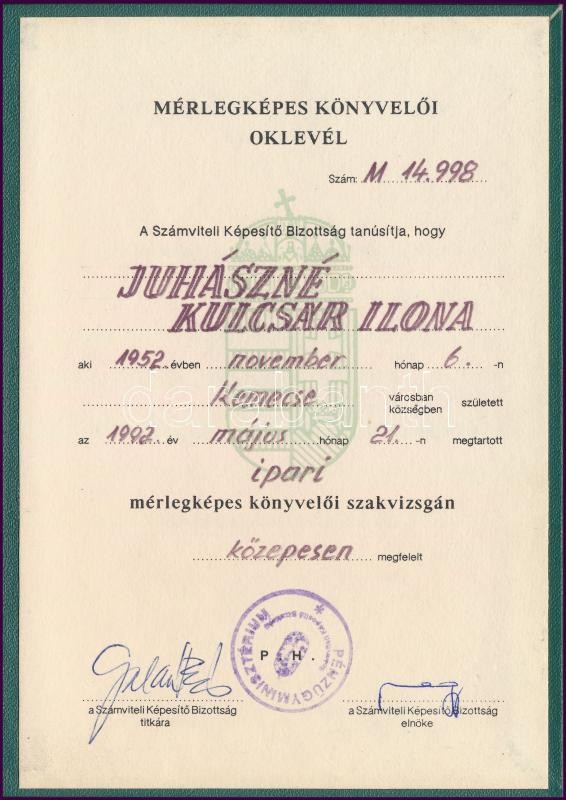 MÉRLEGKÉPES KÖNYVELŐI
OKLEVÉL
Szám: M 14.998
A Számviteli Képesítő Bizottság tanúsítja, hogy
JUHÁSZNÉ
KULCSÁR ILONA
aki 1952. évben november hónap 6. -n
Kemecse városban községben született
az 1992. év május hónap 21. -n megtartott
ipari
mérlegképes könyvelői szakvizsgán
közepesen megfelelt
PÉNZÜGYMINISZTÉRIUM
P. H.
a Számviteli Képesítő Bizottság a Számviteli Képesítő Bizottság
titkára elnöke
darabanth